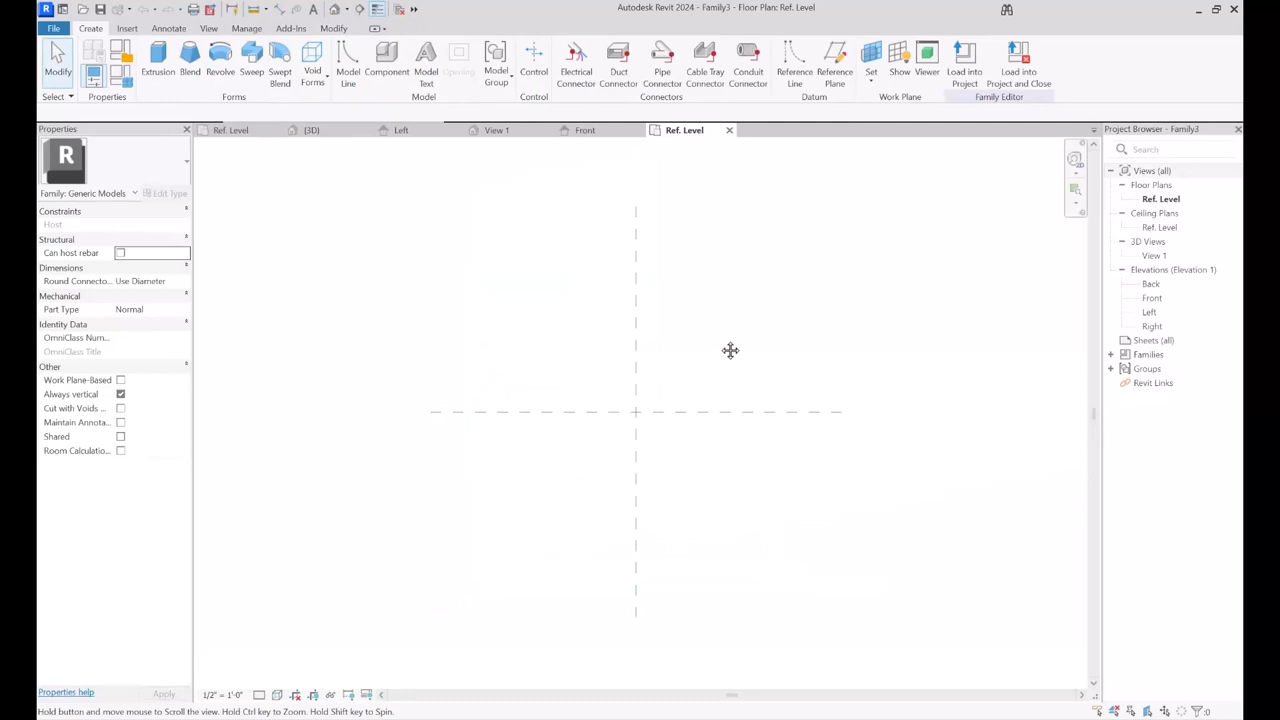 Autodesk Revit 2024 - Family3 - Floor Plan: Ref. Level
File Create Insert Annotate View Manage Add-Ins Modify
Modify Extrusion Blend Revolve Sweep Swept Blend Void Forms Model Line Component Model Text Opening Model Group Control Electrical Connector Duct Connector Pipe Connector Cable Tray Connector Conduit Connector Reference Line Reference Plane Set Show Viewer Load into Project Load into Project and Close
Select Properties Forms Model Control Connectors Datum Work Plane Family Editor
Properties
Ref. Level {3D} Left View 1 Front Ref. Level
Project Browser - Family3
R
Search
Family: Generic Models Edit Type
Constraints
Host
Structural
Can host rebar
Dimensions
Round Connecto... Use Diameter
Mechanical
Part Type Normal
Identity Data
OmniClass Num...
OmniClass Title
Other
Work Plane-Based
Always vertical
Cut with Voids ...
Maintain Annota...
Shared
Room Calculatio...
Properties help Apply
Views (all)
Floor Plans
Ref. Level
Ceiling Plans
Ref. Level
3D Views
View 1
Elevations (Elevation 1)
Back
Front
Left
Right
Sheets (all)
Families
Groups
Revit Links
2D
1/2" = 1'-0"
Hold button and move mouse to Scroll the view. Hold Ctrl key to Zoom. Hold Shift key to Spin.
:0